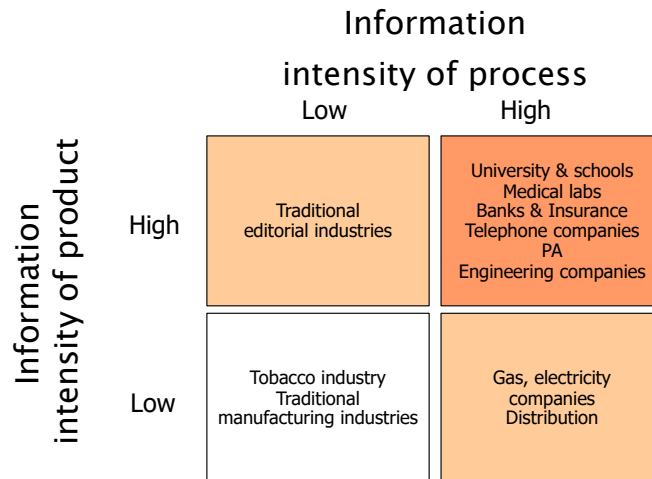 Information
intensity of process
Low
High
Information
intensity of product
High
Traditional
editorial industries
University & schools
Medical labs
Banks & Insurance
Telephone companies
PA
Engineering companies
Low
Tobacco industry
Traditional
manufacturing industries
Gas, electricity
companies
Distribution